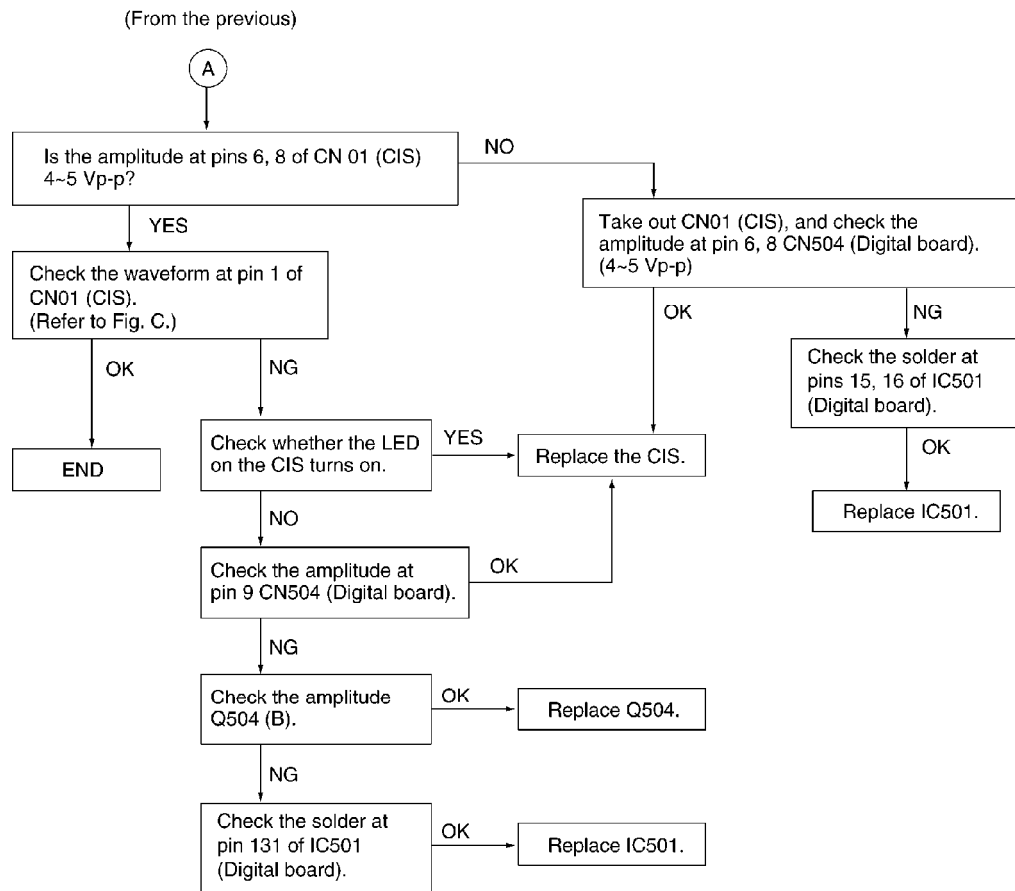 (From the previous)
A
Is the amplitude at pins 6, 8 of CN 01 (CIS)
4~5 Vp-p?
NO
YES
Take out CN01 (CIS), and check the
amplitude at pin 6, 8 CN504 (Digital board).
(4~5 Vp-p)
Check the waveform at pin 1 of
CN01 (CIS).
(Refer to Fig. C.)
OK
NG
OK
NG
Check the solder at
pins 15, 16 of IC501
(Digital board).
Check whether the LED
on the CIS turns on.
YES
Replace the CIS.
END
OK
Replace IC501.
NO
Check the amplitude at
pin 9 CN504 (Digital board).
OK
NG
Check the amplitude
Q504 (B).
OK
Replace Q504.
NG
Check the solder at
pin 131 of IC501
(Digital board).
OK
Replace IC501.